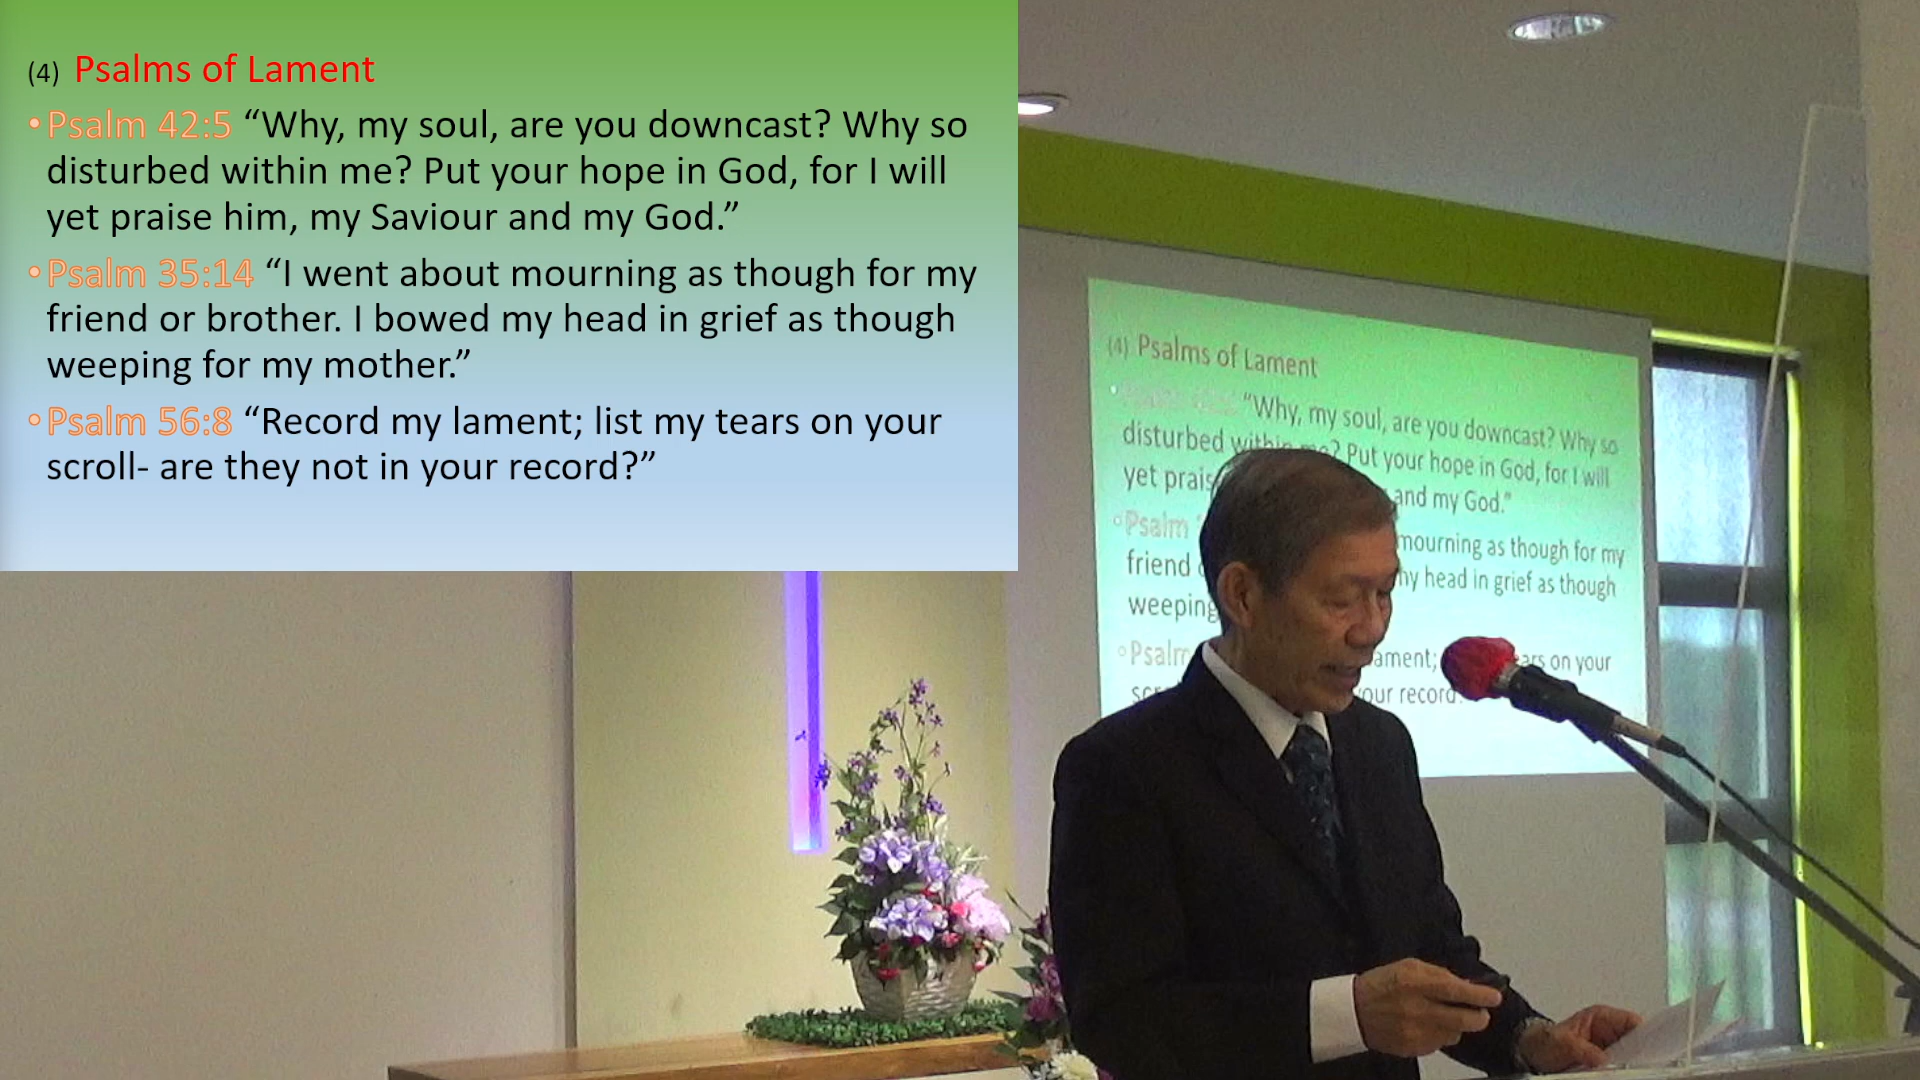 (4) Psalms of Lament
•Psalm 42:5 “Why, my soul, are you downcast? Why so
disturbed within me? Put your hope in God, for I will
yet praise him, my Saviour and my God.”
•Psalm 35:14 “I went about mourning as though for my
friend or brother. I bowed my head in grief as though
weeping for my mother.”
•Psalm 56:8 “Record my lament; list my tears on your
scroll- are they not in your record?”
(4) Psalms of Lament
“Why, my soul, are you downcast? Why so
disturbed within me? Put your hope in God, for I will
yet and my God.”
Psalm mourning as though for my
friend my head in grief as though
weeping
on your
your record